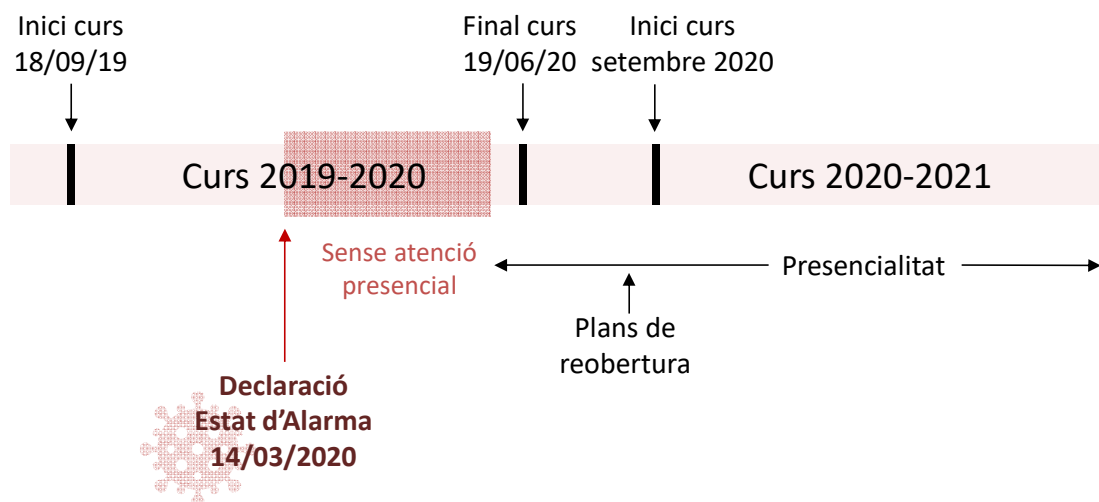 Inici curs
18/09/19
Final curs
19/06/20
Inici curs
setembre 2020
Curs 2019-2020
Curs 2020-2021
Sense atenció
presencial
Presencialitat
Plans de
reobertura
Declaració
Estat d’Alarma
14/03/2020